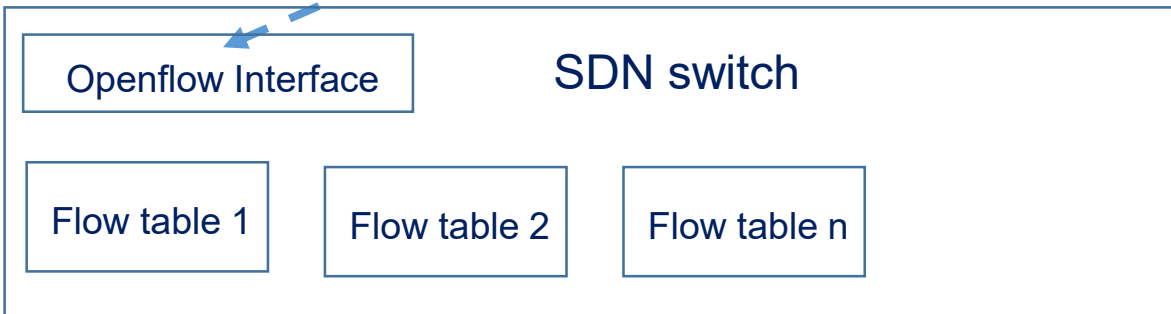 Openflow Interface
SDN switch
Flow table 1
Flow table 2
Flow table n